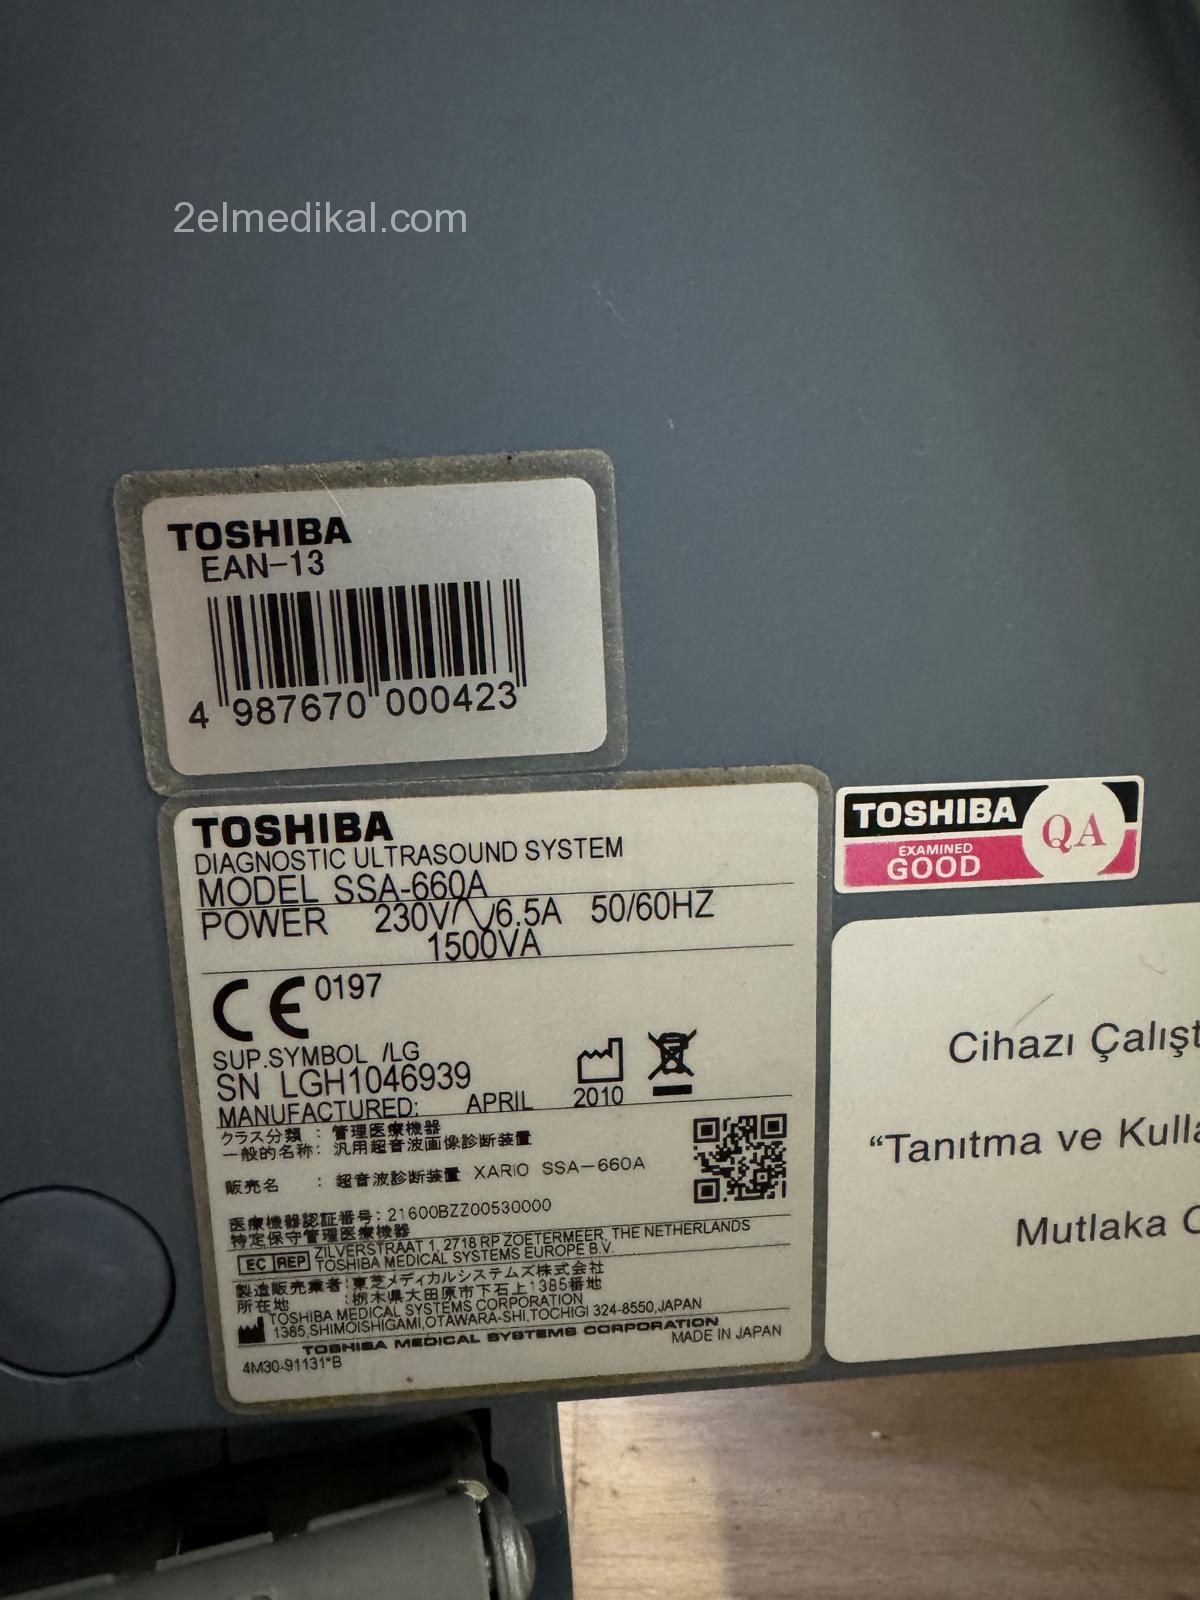 2elmedikal.com
TOSHIBA
EAN-13
4 987670 000423
TOSHIBA
DIAGNOSTIC ULTRASOUND SYSTEM
MODEL SSA-660A
POWER 230V 6.5A 50/60HZ
1500VA
CE 0197
SUP.SYMBOL /LG
SN LGH1046939
MANUFACTURED: APRIL 2010
クラス分類 : 管理医療機器
一般的名称: 汎用超音波画像診断装置
販売名 : 超音波診断装置 XARIO SSA-660A
医療機器認証番号: 21600BZZ00530000
特定保守管理医療機器
EC REP ZILVERSTRAAT 1, 2718 RP ZOETERMEER, THE NETHERLANDS
TOSHIBA MEDICAL SYSTEMS EUROPE B.V.
製造販売業者: 東芝メディカルシステムズ株式会社
所在地 : 栃木県大田原市下石上1385番地
TOSHIBA MEDICAL SYSTEMS CORPORATION
1385,SHIMOISHIGAMI,OTAWARA-SHI,TOCHIGI 324-8550,JAPAN
TOSHIBA MEDICAL SYSTEMS CORPORATION
MADE IN JAPAN
4M30-91131*B
TOSHIBA
EXAMINED
GOOD
QA
Cihazı Çalışt
“Tanıtma ve Kulla
Mutlaka